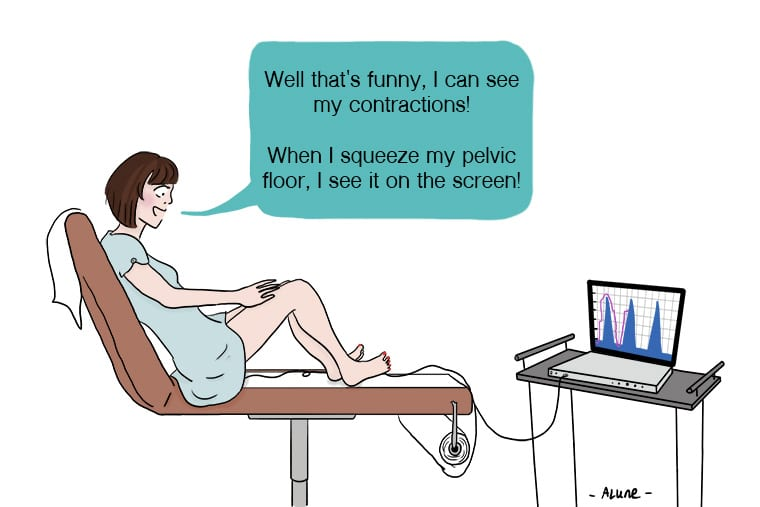 Well that's funny, I can see
my contractions!
When I squeeze my pelvic
floor, I see it on the screen!
- ALUNE -